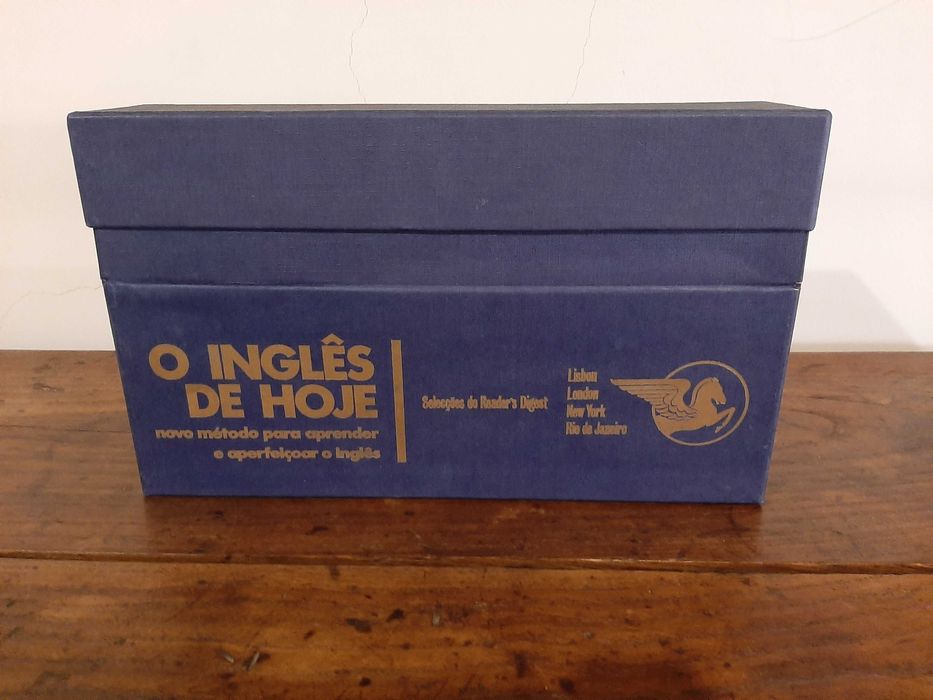 O INGLÊS
DE HOJE
novo método para aprender
e aperfeiçoar o inglês
Selecções do Reader's Digest
Lisbon
London
New York
Rio de Janeiro